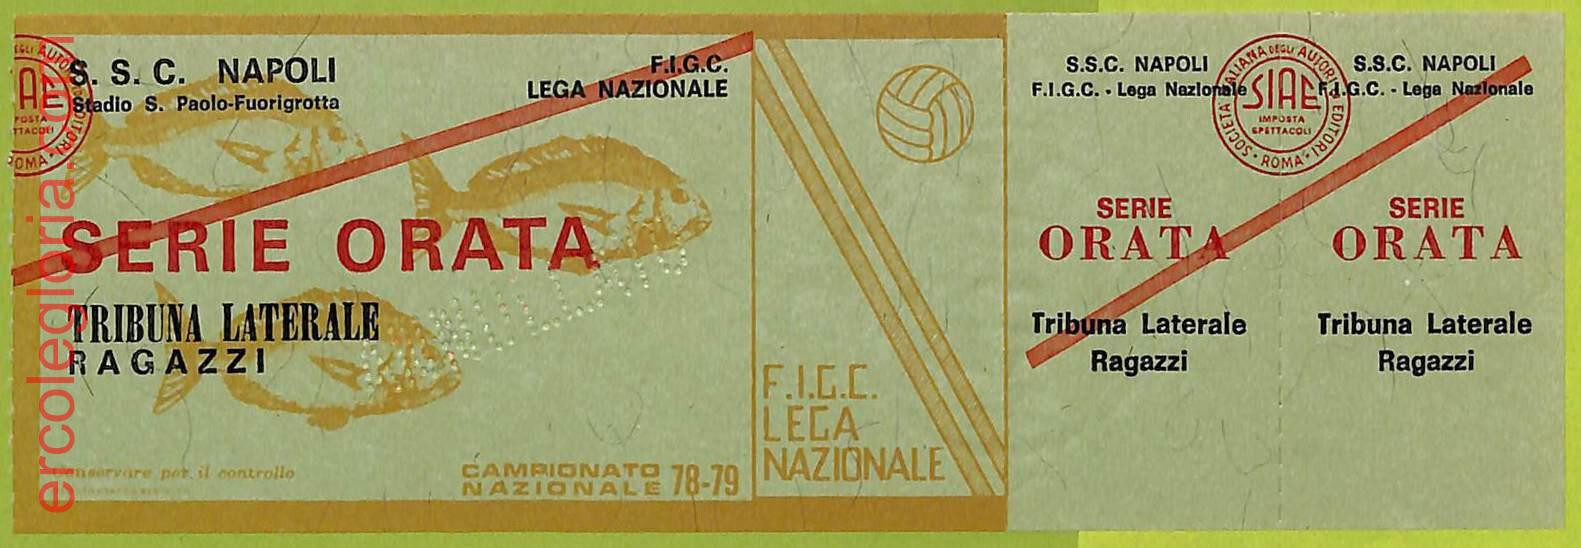 S. S. C. NAPOLI
Stadio S. Paolo-Fuorigrotta
F.I.G.C.
LEGA NAZIONALE
SERIE ORATA
TRIBUNA LATERALE
RAGAZZI
conservare per il controllo
CAMPIONATO
NAZIONALE 78-79
F.I.G.C.
LEGA
NAZIONALE
S.S.C. NAPOLI
F.I.G.C. - Lega Nazionale
SERIE
ORATA
Tribuna Laterale
Ragazzi
SOCIETÀ ITALIANA DEGLI AUTORI ED EDITORI
SIAE
IMPOSTA
SPETTACOLI
ROMA
S.S.C. NAPOLI
F.I.G.C. - Lega Nazionale
SERIE
ORATA
Tribuna Laterale
Ragazzi